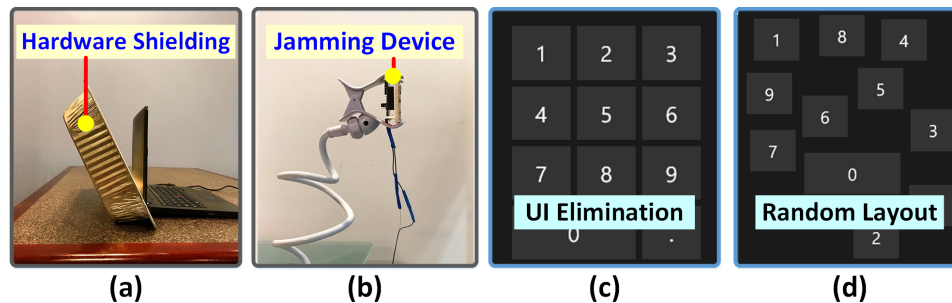 Hardware Shielding
Jamming Device
1 2 3
4 5 6
7 8 9
UI Elimination
0 .
1 8 4
9 6 5
7 3
0
Random Layout
2
(a) (b) (c) (d)